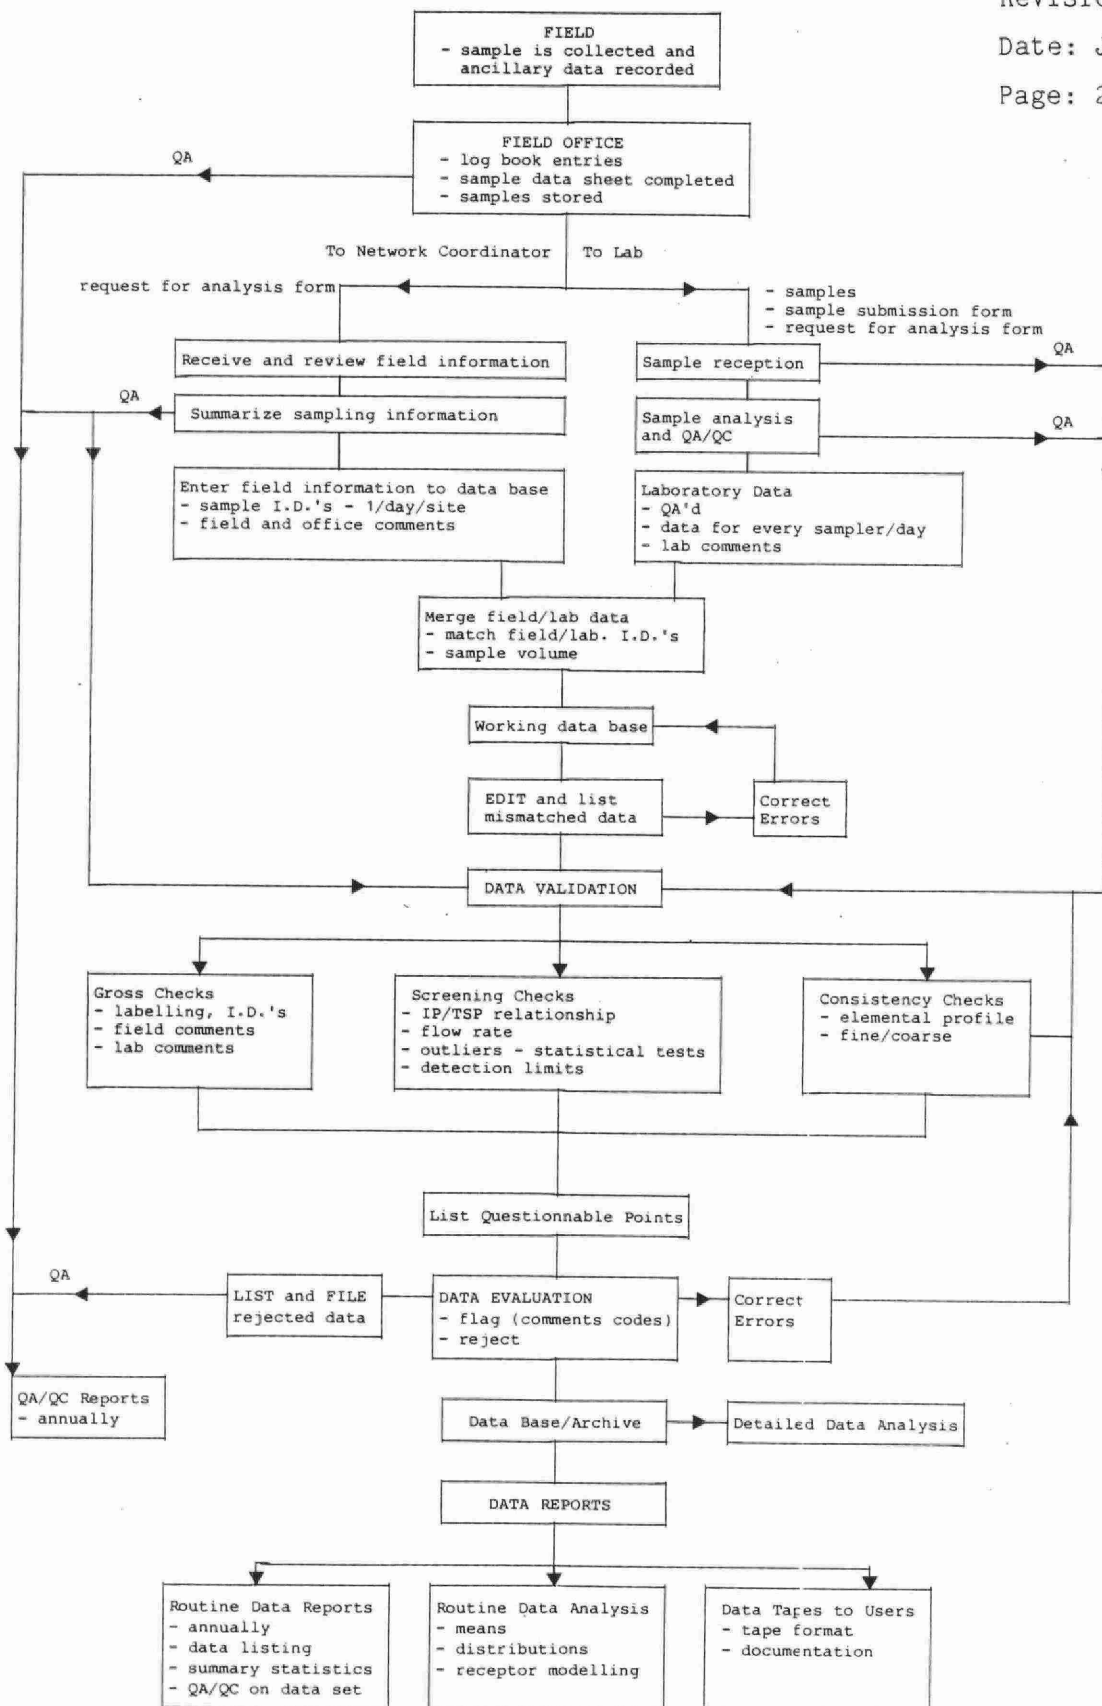 Date:
Page: 2
FIELD
- sample is collected and
ancillary data recorded
FIELD OFFICE
- log book entries
- sample data sheet completed
- samples stored
QA
To Network Coordinator
To Lab
request for analysis form
- samples
- sample submission form
- request for analysis form
Receive and review field information
Sample reception
QA
QA
Summarize sampling information
Sample analysis
and QA/QC
QA
Enter field information to data base
- sample I.D.'s - 1/day/site
- field and office comments
Laboratory Data
- QA'd
- data for every sampler/day
- lab comments
Merge field/lab data
- match field/lab. I.D.'s
- sample volume
Working data base
EDIT and list
mismatched data
Correct
Errors
DATA VALIDATION
Gross Checks
- labelling, I.D.'s
- field comments
- lab comments
Screening Checks
- IP/TSP relationship
- flow rate
- outliers - statistical tests
- detection limits
Consistency Checks
- elemental profile
- fine/coarse
List Questionnable Points
QA
LIST and FILE
rejected data
DATA EVALUATION
- flag (comments codes)
- reject
Correct
Errors
QA/QC Reports
- annually
Data Base/Archive
Detailed Data Analysis
DATA REPORTS
Routine Data Reports
- annually
- data listing
- summary statistics
- QA/QC on data set
Routine Data Analysis
- means
- distributions
- receptor modelling
Data Tapes to Users
- tape format
- documentation